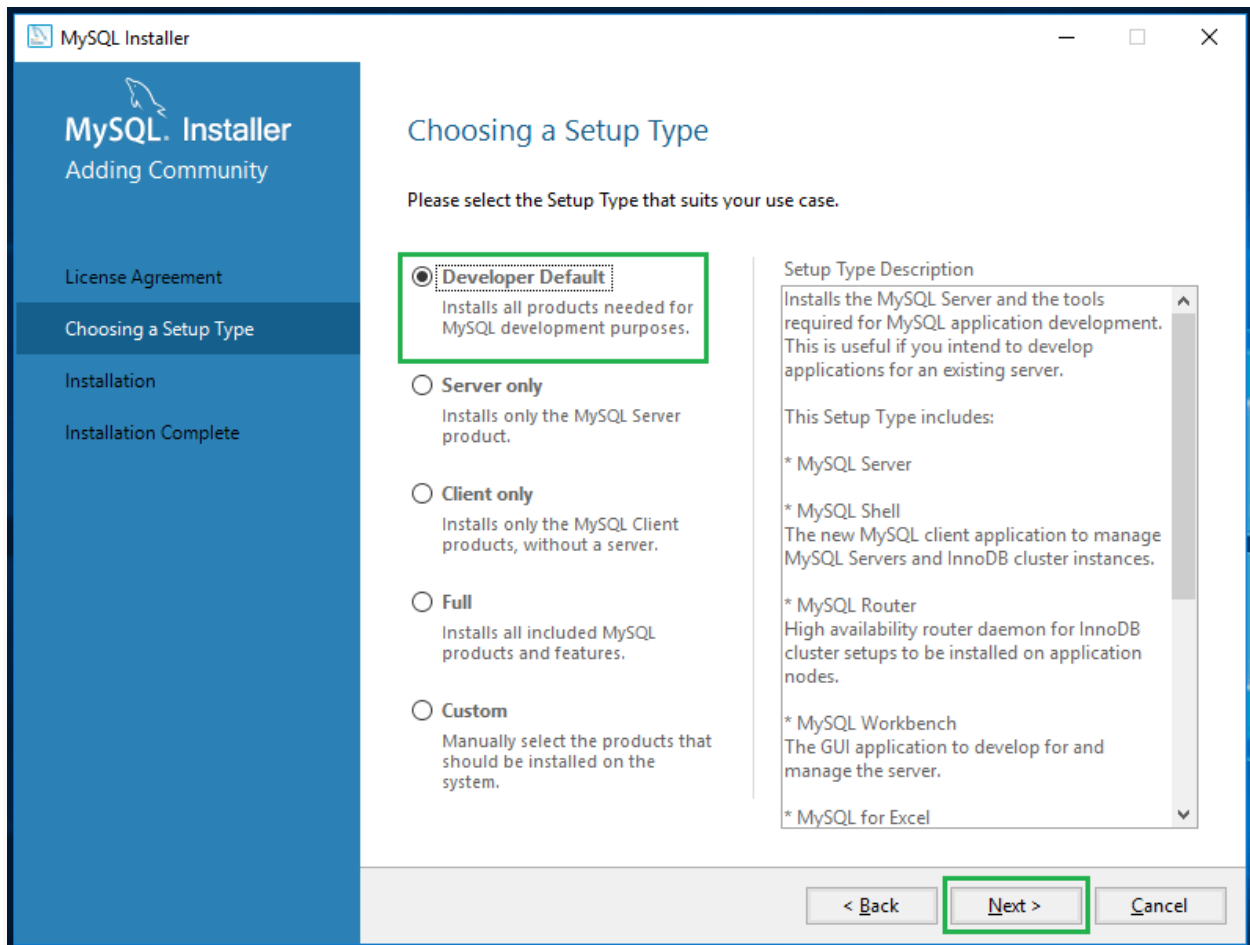 MySQL Installer
MySQL. Installer
Adding Community
License Agreement
Choosing a Setup Type
Installation
Installation Complete
Choosing a Setup Type
Please select the Setup Type that suits your use case.
Developer Default
Installs all products needed for
MySQL development purposes.
Server only
Installs only the MySQL Server
product.
Client only
Installs only the MySQL Client
products, without a server.
Full
Installs all included MySQL
products and features.
Custom
Manually select the products that
should be installed on the
system.
Setup Type Description
Installs the MySQL Server and the tools
required for MySQL application development.
This is useful if you intend to develop
applications for an existing server.
This Setup Type includes:
* MySQL Server
* MySQL Shell
The new MySQL client application to manage
MySQL Servers and InnoDB cluster instances.
* MySQL Router
High availability router daemon for InnoDB
cluster setups to be installed on application
nodes.
* MySQL Workbench
The GUI application to develop for and
manage the server.
* MySQL for Excel
< Back
Next >
Cancel